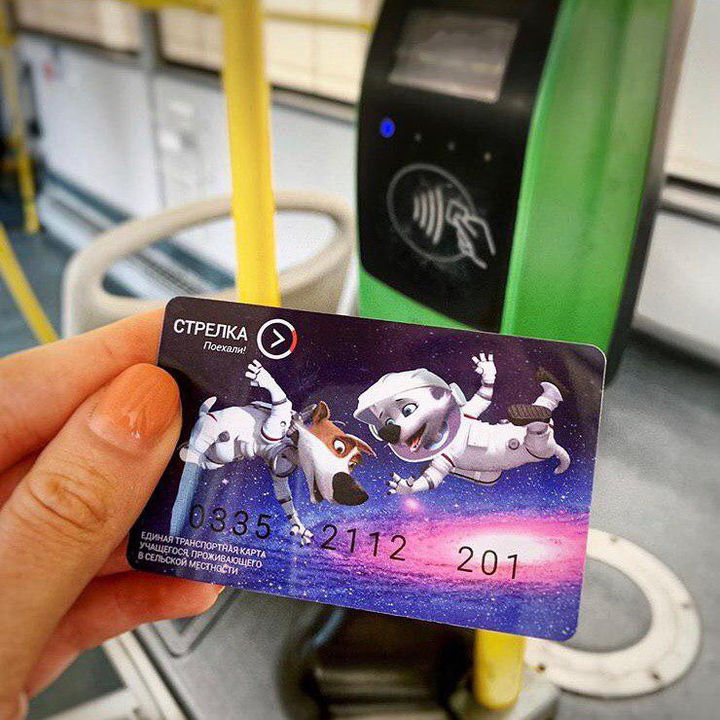 СТРЕЛКА
Поехали!
0335 2112 201
ЕДИНАЯ ТРАНСПОРТНАЯ КАРТА
УЧАЩЕГОСЯ, ПРОЖИВАЮЩЕГО
В СЕЛЬСКОЙ МЕСТНОСТИ